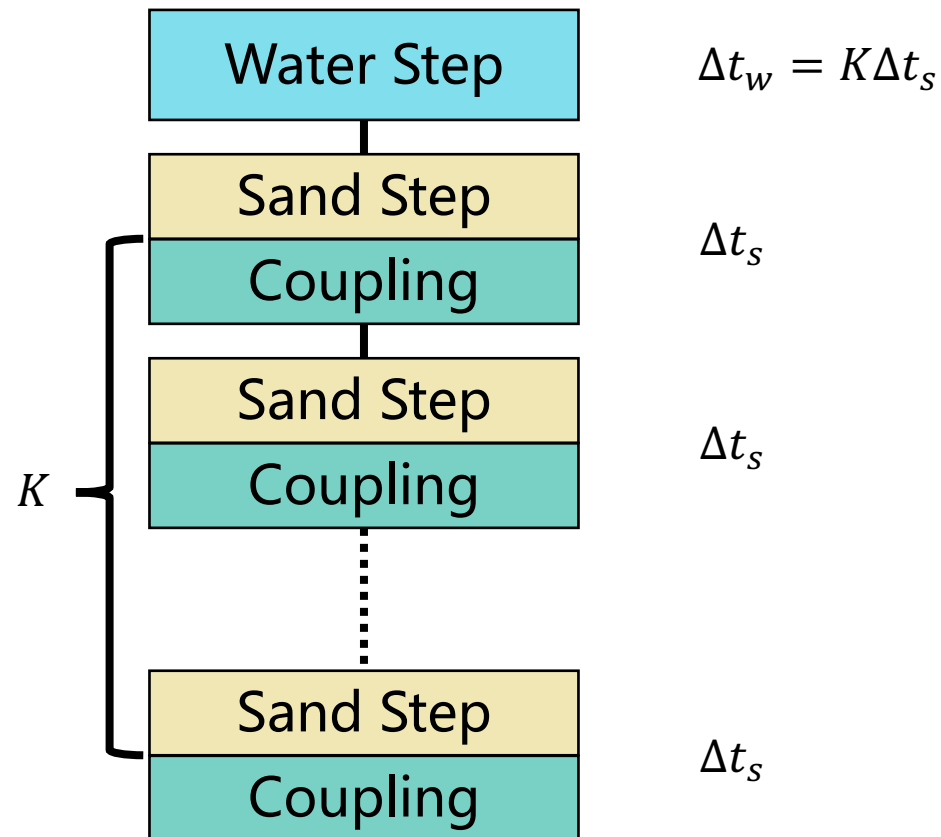 Water Step
Δt_w = KΔt_s
Sand Step
Coupling
Δt_s
Sand Step
Coupling
Δt_s
K
Sand Step
Coupling
Δt_s